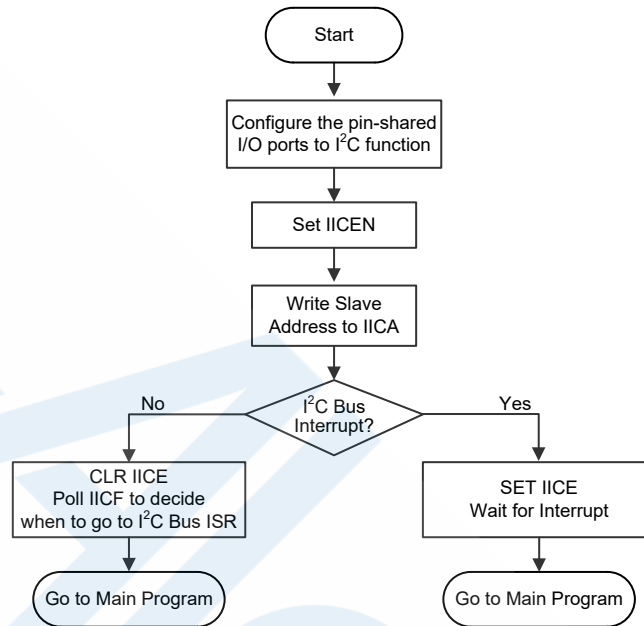 Start
Configure the pin-shared
I/O ports to I²C function
Set IICEN
Write Slave
Address to IICA
I²C Bus
Interrupt?
No
Yes
CLR IICE
Poll IICF to decide
when to go to I²C Bus ISR
SET IICE
Wait for Interrupt
Go to Main Program
Go to Main Program